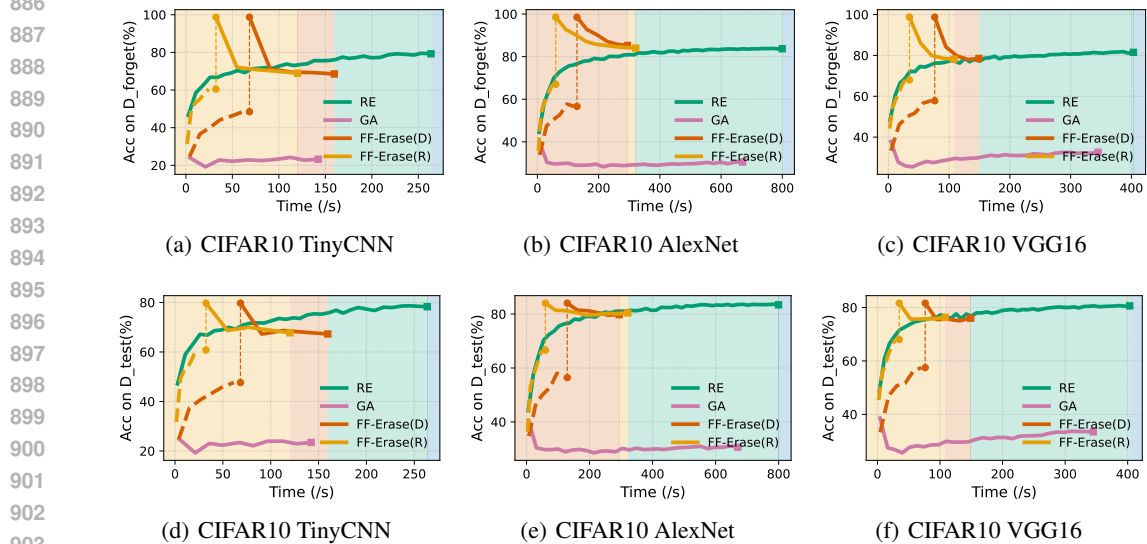 886
887
888
889
890
891
892
893
894
895
896
897
898
899
900
901
902
100
80
60
40
20
Acc on D_forget(%)
0 50 100 150 200 250
Time (/s)
RE
GA
FF-Erase(D)
FF-Erase(R)
(a) CIFAR10 TinyCNN
100
80
60
40
Acc on D_forget(%)
0 200 400 600 800
Time (/s)
RE
GA
FF-Erase(D)
FF-Erase(R)
(b) CIFAR10 AlexNet
100
80
60
40
Acc on D_forget(%)
0 100 200 300 400
Time (/s)
RE
GA
FF-Erase(D)
FF-Erase(R)
(c) CIFAR10 VGG16
80
60
40
20
Acc on D_test(%)
0 50 100 150 200 250
Time (/s)
RE
GA
FF-Erase(D)
FF-Erase(R)
(d) CIFAR10 TinyCNN
80
60
40
Acc on D_test(%)
0 200 400 600 800
Time (/s)
RE
GA
FF-Erase(D)
FF-Erase(R)
(e) CIFAR10 AlexNet
80
60
40
Acc on D_test(%)
0 100 200 300 400
Time (/s)
RE
GA
FF-Erase(D)
FF-Erase(R)
(f) CIFAR10 VGG16